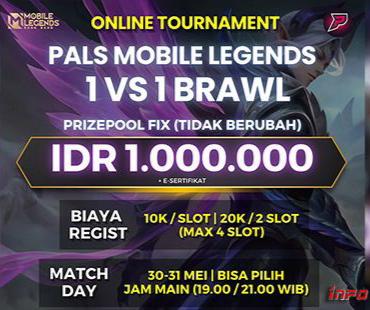 MOBILE LEGENDS
BANG BANG
ONLINE TOURNAMENT
PALS MOBILE LEGENDS
1 VS 1 BRAWL
PRIZEPOOL FIX (TIDAK BERUBAH)
IDR 1.000.000
+ E-SERTIFIKAT
BIAYA REGIST
10K / SLOT | 20K / 2 SLOT
(MAX 4 SLOT)
MATCH DAY
30-31 MEI | BISA PILIH
JAM MAIN (19.00 / 21.00 WIB)
INFO